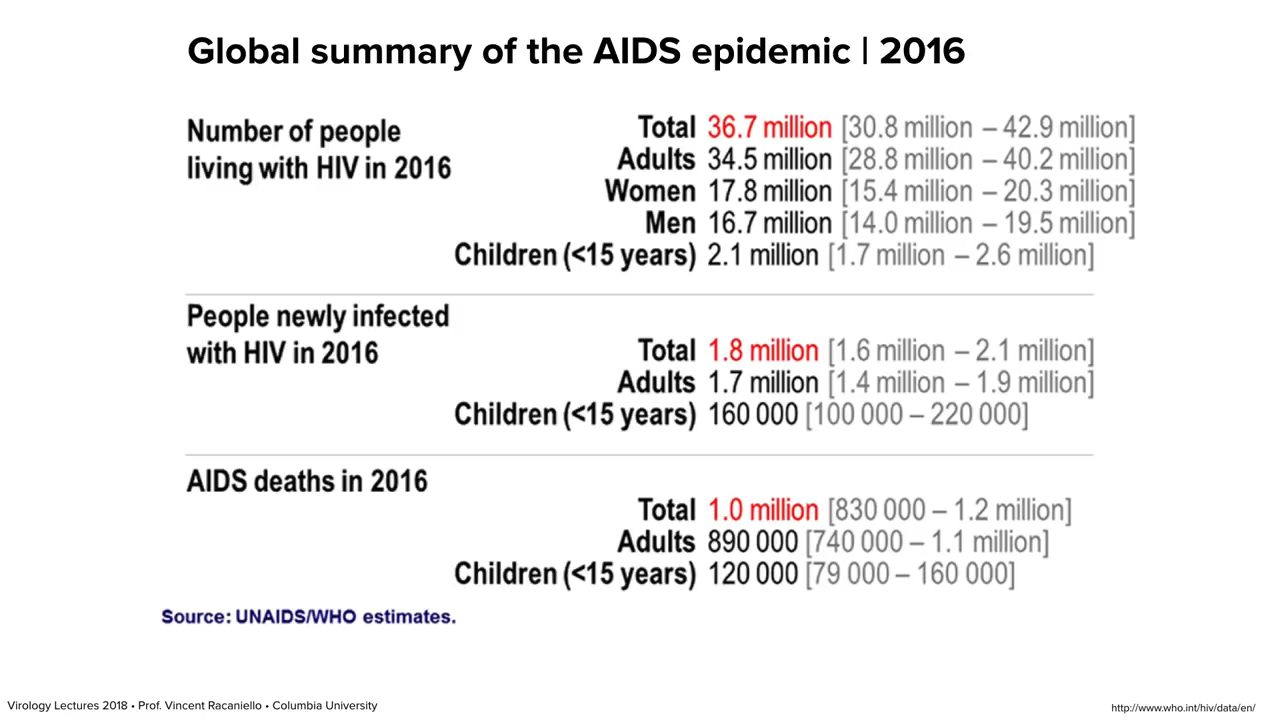 Global summary of the AIDS epidemic | 2016
Number of people
living with HIV in 2016
Total 36.7 million [30.8 million – 42.9 million]
Adults 34.5 million [28.8 million – 40.2 million]
Women 17.8 million [15.4 million – 20.3 million]
Men 16.7 million [14.0 million – 19.5 million]
Children (<15 years) 2.1 million [1.7 million – 2.6 million]
People newly infected
with HIV in 2016
Total 1.8 million [1.6 million – 2.1 million]
Adults 1.7 million [1.4 million – 1.9 million]
Children (<15 years) 160 000 [100 000 – 220 000]
AIDS deaths in 2016
Total 1.0 million [830 000 – 1.2 million]
Adults 890 000 [740 000 – 1.1 million]
Children (<15 years) 120 000 [79 000 – 160 000]
Source: UNAIDS/WHO estimates.
Virology Lectures 2018 • Prof. Vincent Racaniello • Columbia University
http://www.who.int/hiv/data/en/